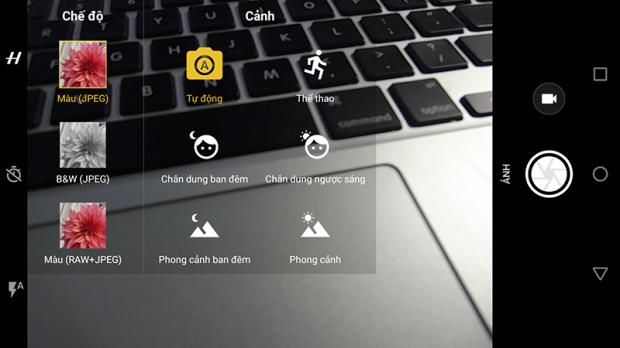 Chế độ
Cảnh
Màu (JPEG)
Tự động
Thể thao
B&W (JPEG)
Chân dung ban đêm
Chân dung ngược sáng
Màu (RAW+JPEG)
Phong cảnh ban đêm
Phong cảnh
H
A
A
ẢNH
command
option